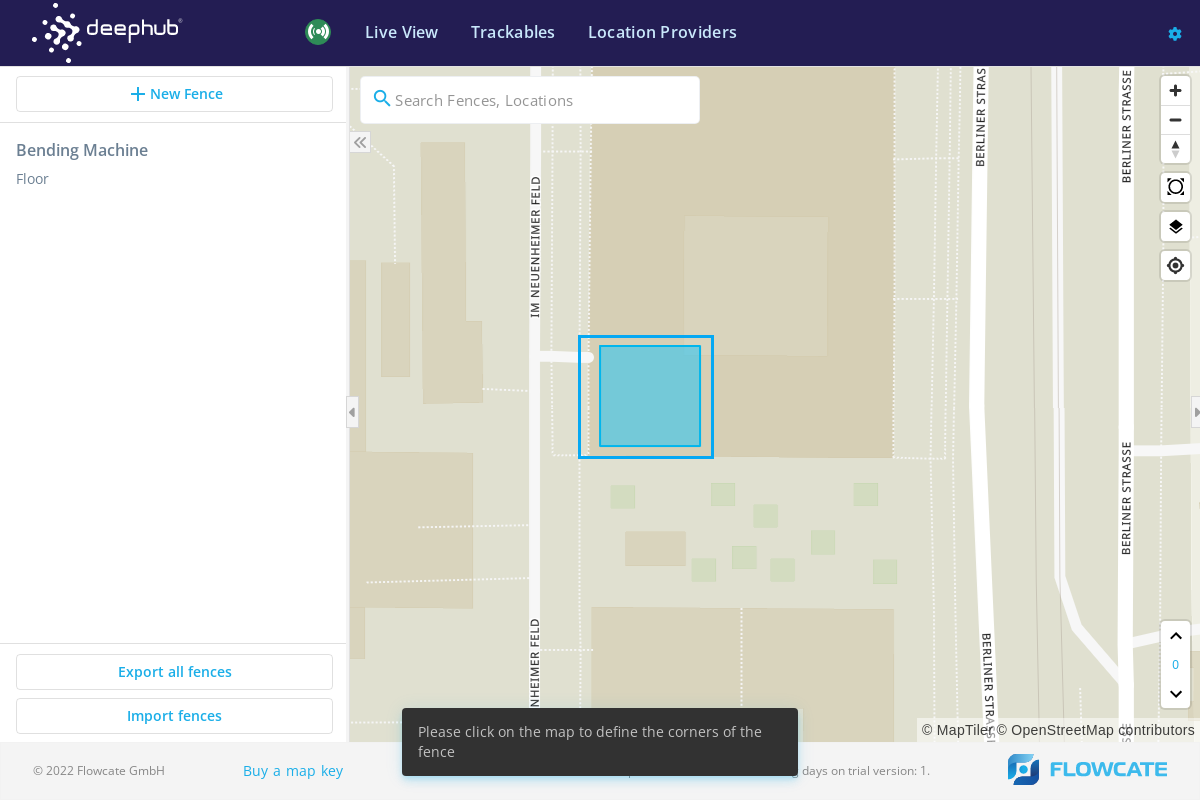 deephub®
Live View
Trackables
Location Providers
New Fence
Search Fences, Locations
Bending Machine
Floor
IM NEUENHEIMER FELD
BERLINER STRAS
BERLINER STRASSE
BERLINER STRASSE
NHEIMER FELD
BERLINER STRASSE
0
Export all fences
Import fences
Please click on the map to define the corners of the
fence
© MapTiler © OpenStreetMap contributors
© 2022 Flowcate GmbH
Buy a map key
days on trial version: 1.
FLOWCATE